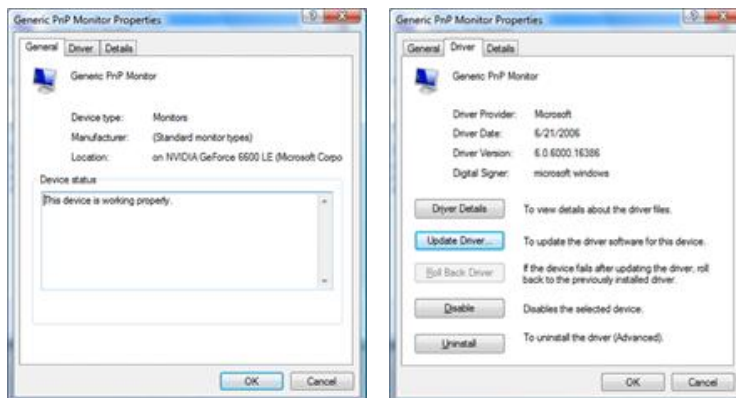 Generic PnP Monitor Properties
General Driver Details
Generic PnP Monitor
Device type: Monitors
Manufacturer: (Standard monitor types)
Location: on NVIDIA GeForce 6600 LE (Microsoft Corpo
Device status
This device is working properly.
OK Cancel
Generic PnP Monitor Properties
General Driver Details
Generic PnP Monitor
Driver Provider: Microsoft
Driver Date: 6/21/2006
Driver Version: 6.0.6000.16386
Digital Signer: microsoft windows
Driver Details To view details about the driver files.
Update Driver... To update the driver software for this device.
Roll Back Driver If the device fails after updating the driver, roll
back to the previously installed driver.
Disable Disables the selected device.
Uninstall To uninstall the driver (Advanced).
OK Cancel